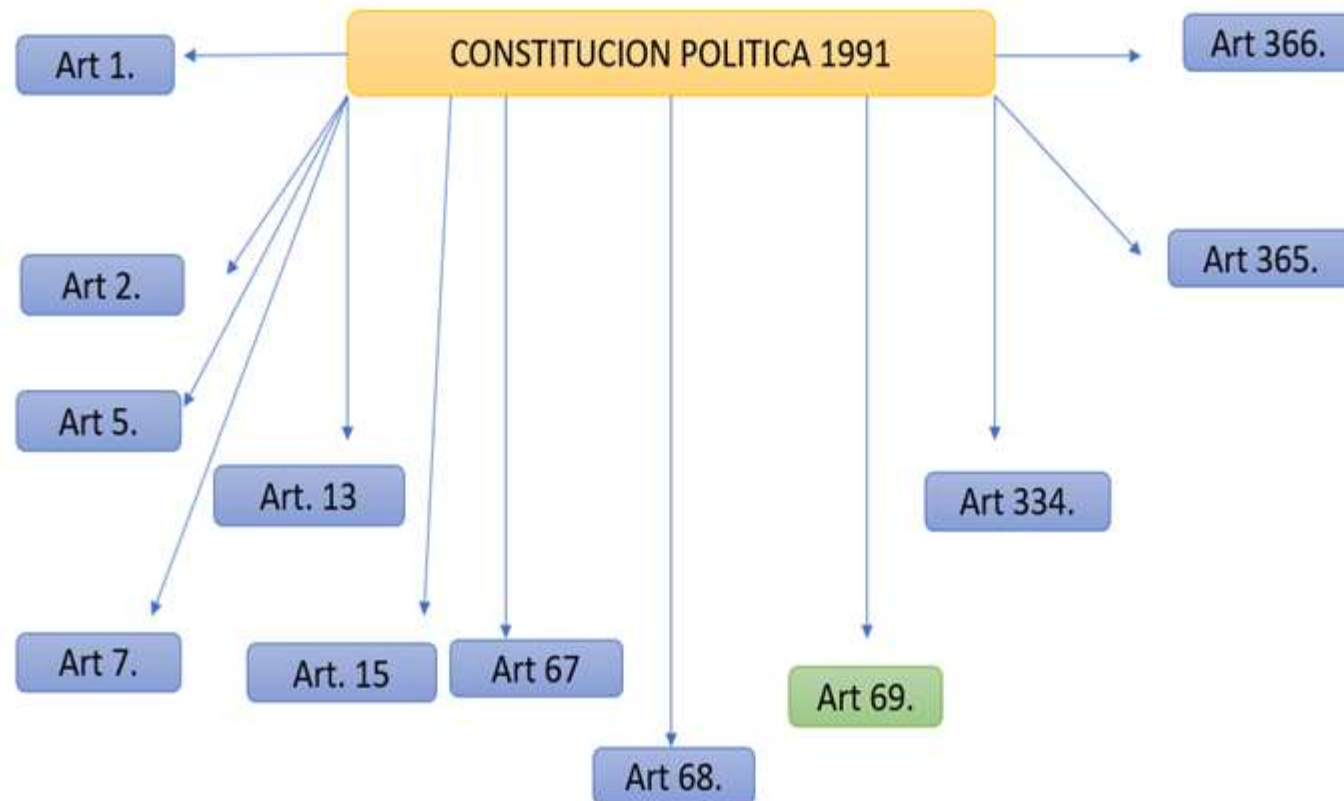 CONSTITUCION POLITICA 1991
Art 1.
Art 366.
Art 2.
Art 365.
Art 5.
Art. 13
Art 334.
Art 7.
Art. 15
Art 67
Art 69.
Art 68.